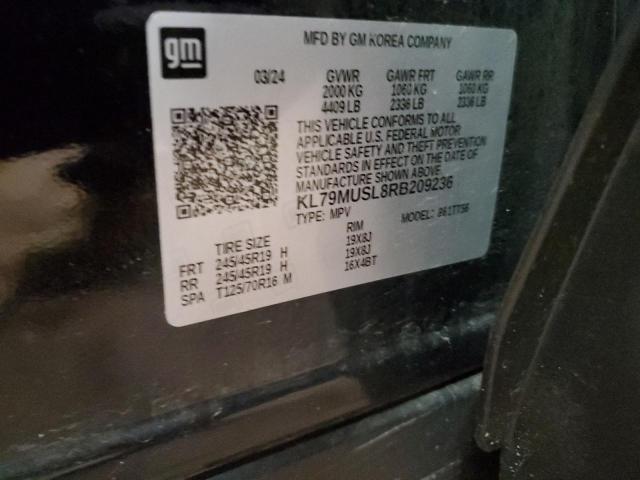 gm
MFD BY GM KOREA COMPANY
03/24 GVWR GAWR FRT GAWR RR
2000 KG 1060 KG 1060 KG
4409 LB 2336 LB 2336 LB
THIS VEHICLE CONFORMS TO ALL
APPLICABLE U.S. FEDERAL MOTOR
VEHICLE SAFETY AND THEFT PREVENTION
STANDARDS IN EFFECT ON THE DATE OF
MANUFACTURE SHOWN ABOVE
KL79MUSL8RB209236
TYPE: MPV MODEL:
TIRE SIZE RIM
FRT 245/45R19 H 19X8J
RR 245/45R19 H 19X8J
SPA T125/70R16 M 16X4BT